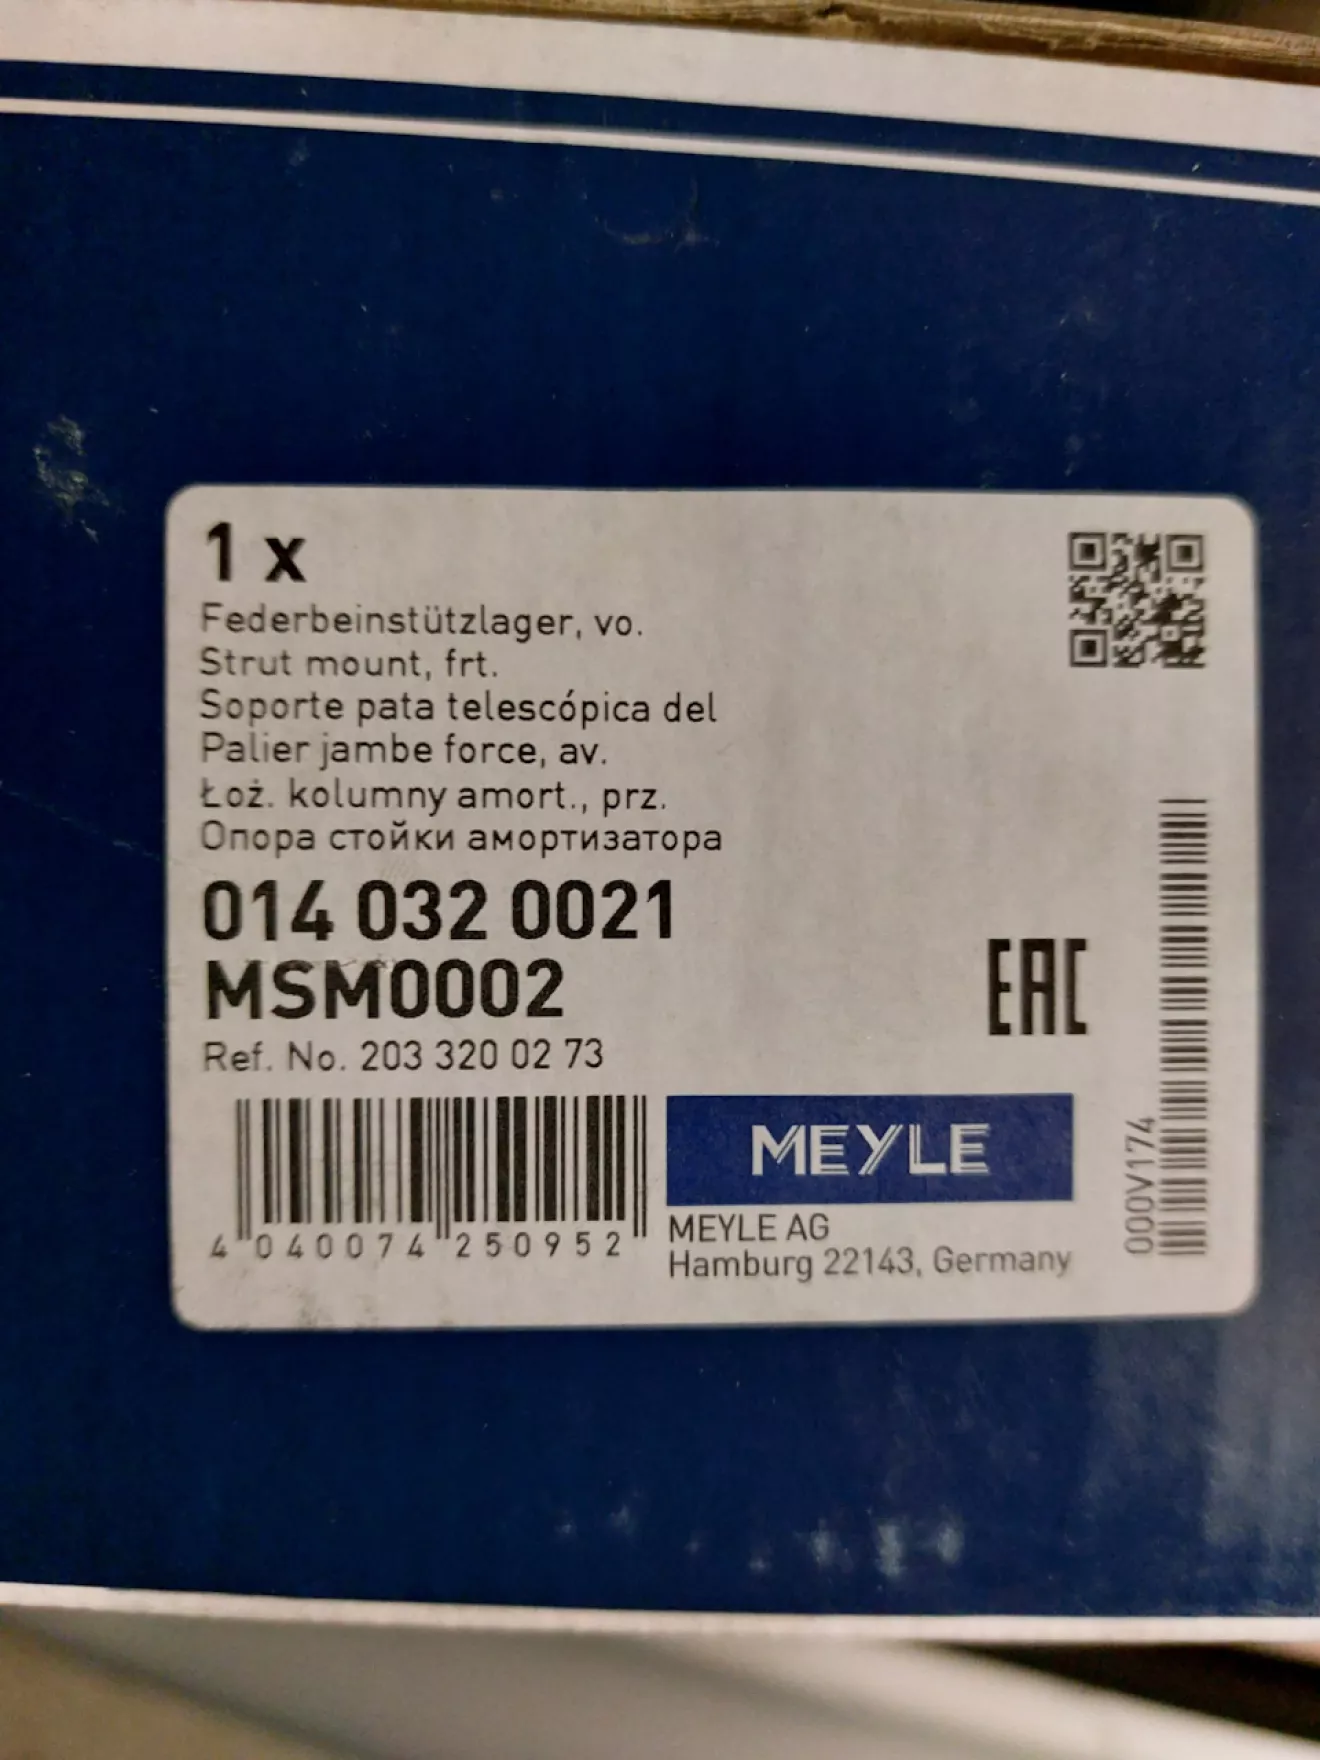 1 x
Federbeinstützlager, vo.
Strut mount, frt.
Soporte pata telescópica del
Palier jambe force, av.
Łoż. kolumny amort., prz.
Опора стойки амортизатора
014 032 0021
MSM0002
Ref. No. 203 320 02 73
EAC
MEYLE
MEYLE AG
Hamburg 22143, Germany
4 040074 250952
000V174